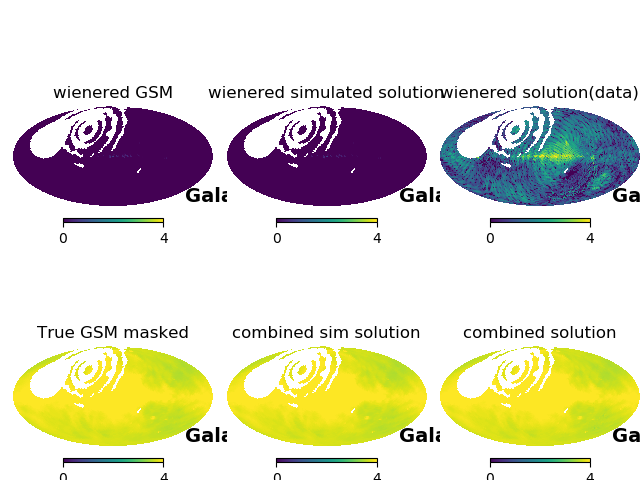 wienered GSM
wienered simulated solution
wienered solution(data)
Gala
Gala
Ga
0 4
0 4
0 4
True GSM masked
combined sim solution
combined solution
Gala
Gala
Ga
0 4
0 4
0 4